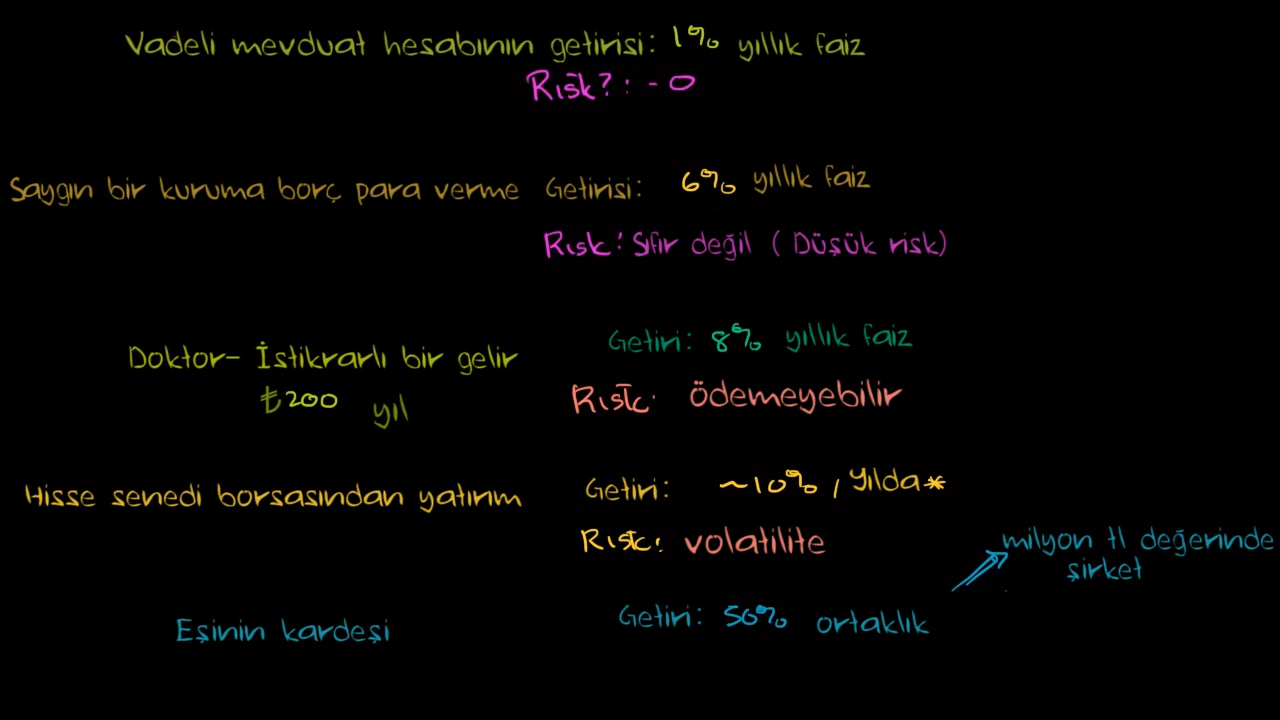 Vadeli mevduat hesabının getirisi: 1% yıllık faiz
Risk?: - 0
Saygın bir kuruma borç para verme Getirisi: 6% yıllık faiz
Risk: Sıfır değil ( Düşük risk)
Getiri: 8% yıllık faiz
Doktor- İstikrarlı bir gelir
₺200 yıl
Risk: ödemeyebilir
Hisse senedi borsasından yatırım Getiri: ~10%, Yılda*
Risk: volatilite
milyon tl değerinde
şirket
Eşinin kardeşi Getiri: 50% ortaklık